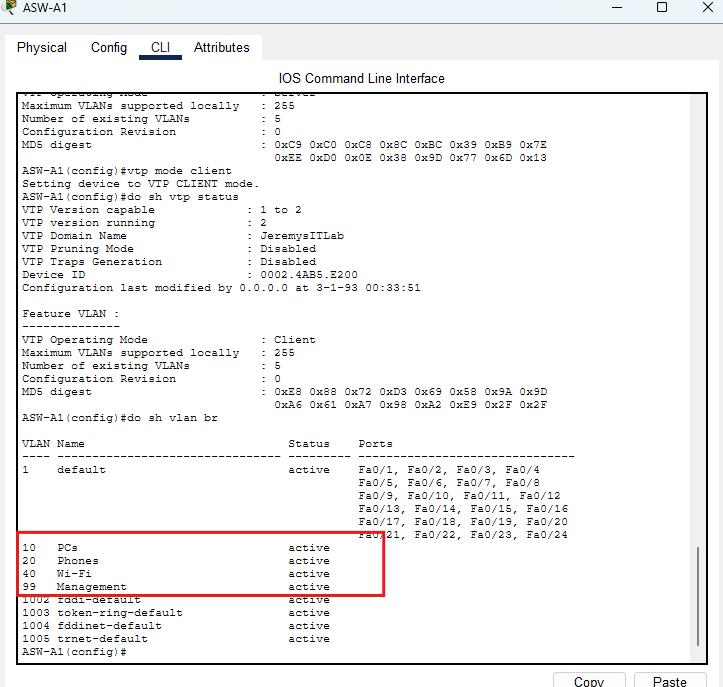 ASW-A1
Physical Config CLI Attributes
IOS Command Line Interface
VTP Operating Mode : Server
Maximum VLANs supported locally : 255
Number of existing VLANs : 5
Configuration Revision : 0
MD5 digest : 0xC9 0xC0 0xC8 0x8C 0xBC 0x39 0xB9 0x7E
0xEE 0xD0 0x0E 0x38 0x9D 0x77 0x6D 0x13
ASW-A1(config)#vtp mode client
Setting device to VTP CLIENT mode.
ASW-A1(config)#do sh vtp status
VTP Version capable : 1 to 2
VTP version running : 2
VTP Domain Name : JeremysITLab
VTP Pruning Mode : Disabled
VTP Traps Generation : Disabled
Device ID : 0002.4AB5.E200
Configuration last modified by 0.0.0.0 at 3-1-93 00:33:51
Feature VLAN :
--------------
VTP Operating Mode : Client
Maximum VLANs supported locally : 255
Number of existing VLANs : 5
Configuration Revision : 0
MD5 digest : 0xE8 0x88 0x72 0xD3 0x69 0x58 0x9A 0x9D
0xA6 0x61 0xA7 0x98 0xA2 0xE9 0x2F 0x2F
ASW-A1(config)#do sh vlan br
VLAN Name Status Ports
---- -------------------------------- --------- -------------------------------
1 default active Fa0/1, Fa0/2, Fa0/3, Fa0/4
Fa0/5, Fa0/6, Fa0/7, Fa0/8
Fa0/9, Fa0/10, Fa0/11, Fa0/12
Fa0/13, Fa0/14, Fa0/15, Fa0/16
Fa0/17, Fa0/18, Fa0/19, Fa0/20
Fa0/21, Fa0/22, Fa0/23, Fa0/24
10 PCs active
20 Phones active
40 Wi-Fi active
99 Management active
1002 fddi-default active
1003 token-ring-default active
1004 fddinet-default active
1005 trnet-default active
ASW-A1(config)#
Copy Paste